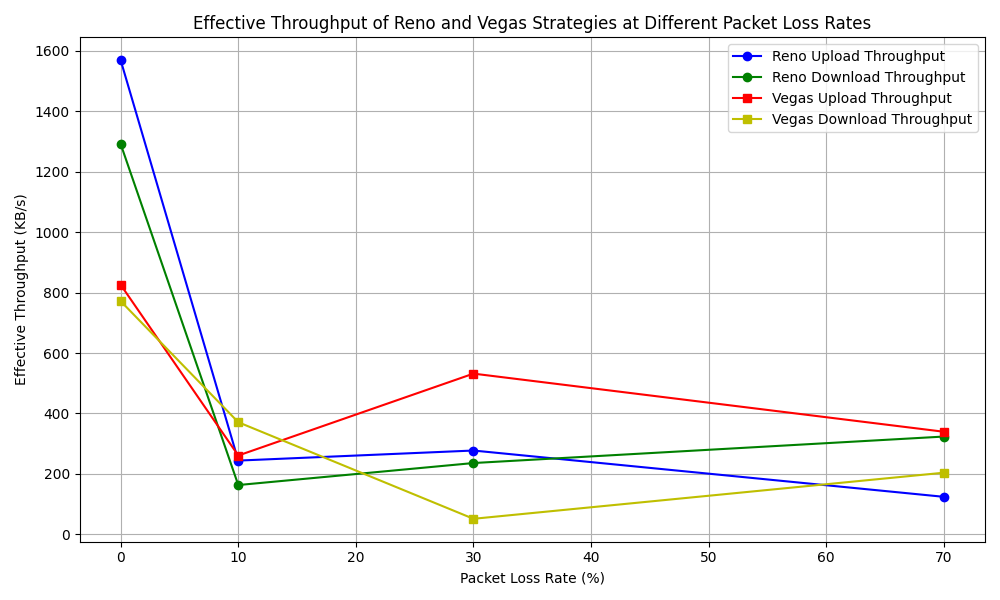 Effective Throughput of Reno and Vegas Strategies at Different Packet Loss Rates
Reno Upload Throughput
Reno Download Throughput
Vegas Upload Throughput
Vegas Download Throughput
Effective Throughput (KB/s)
1600
1400
1200
1000
800
600
400
200
0
0 10 20 30 40 50 60 70
Packet Loss Rate (%)